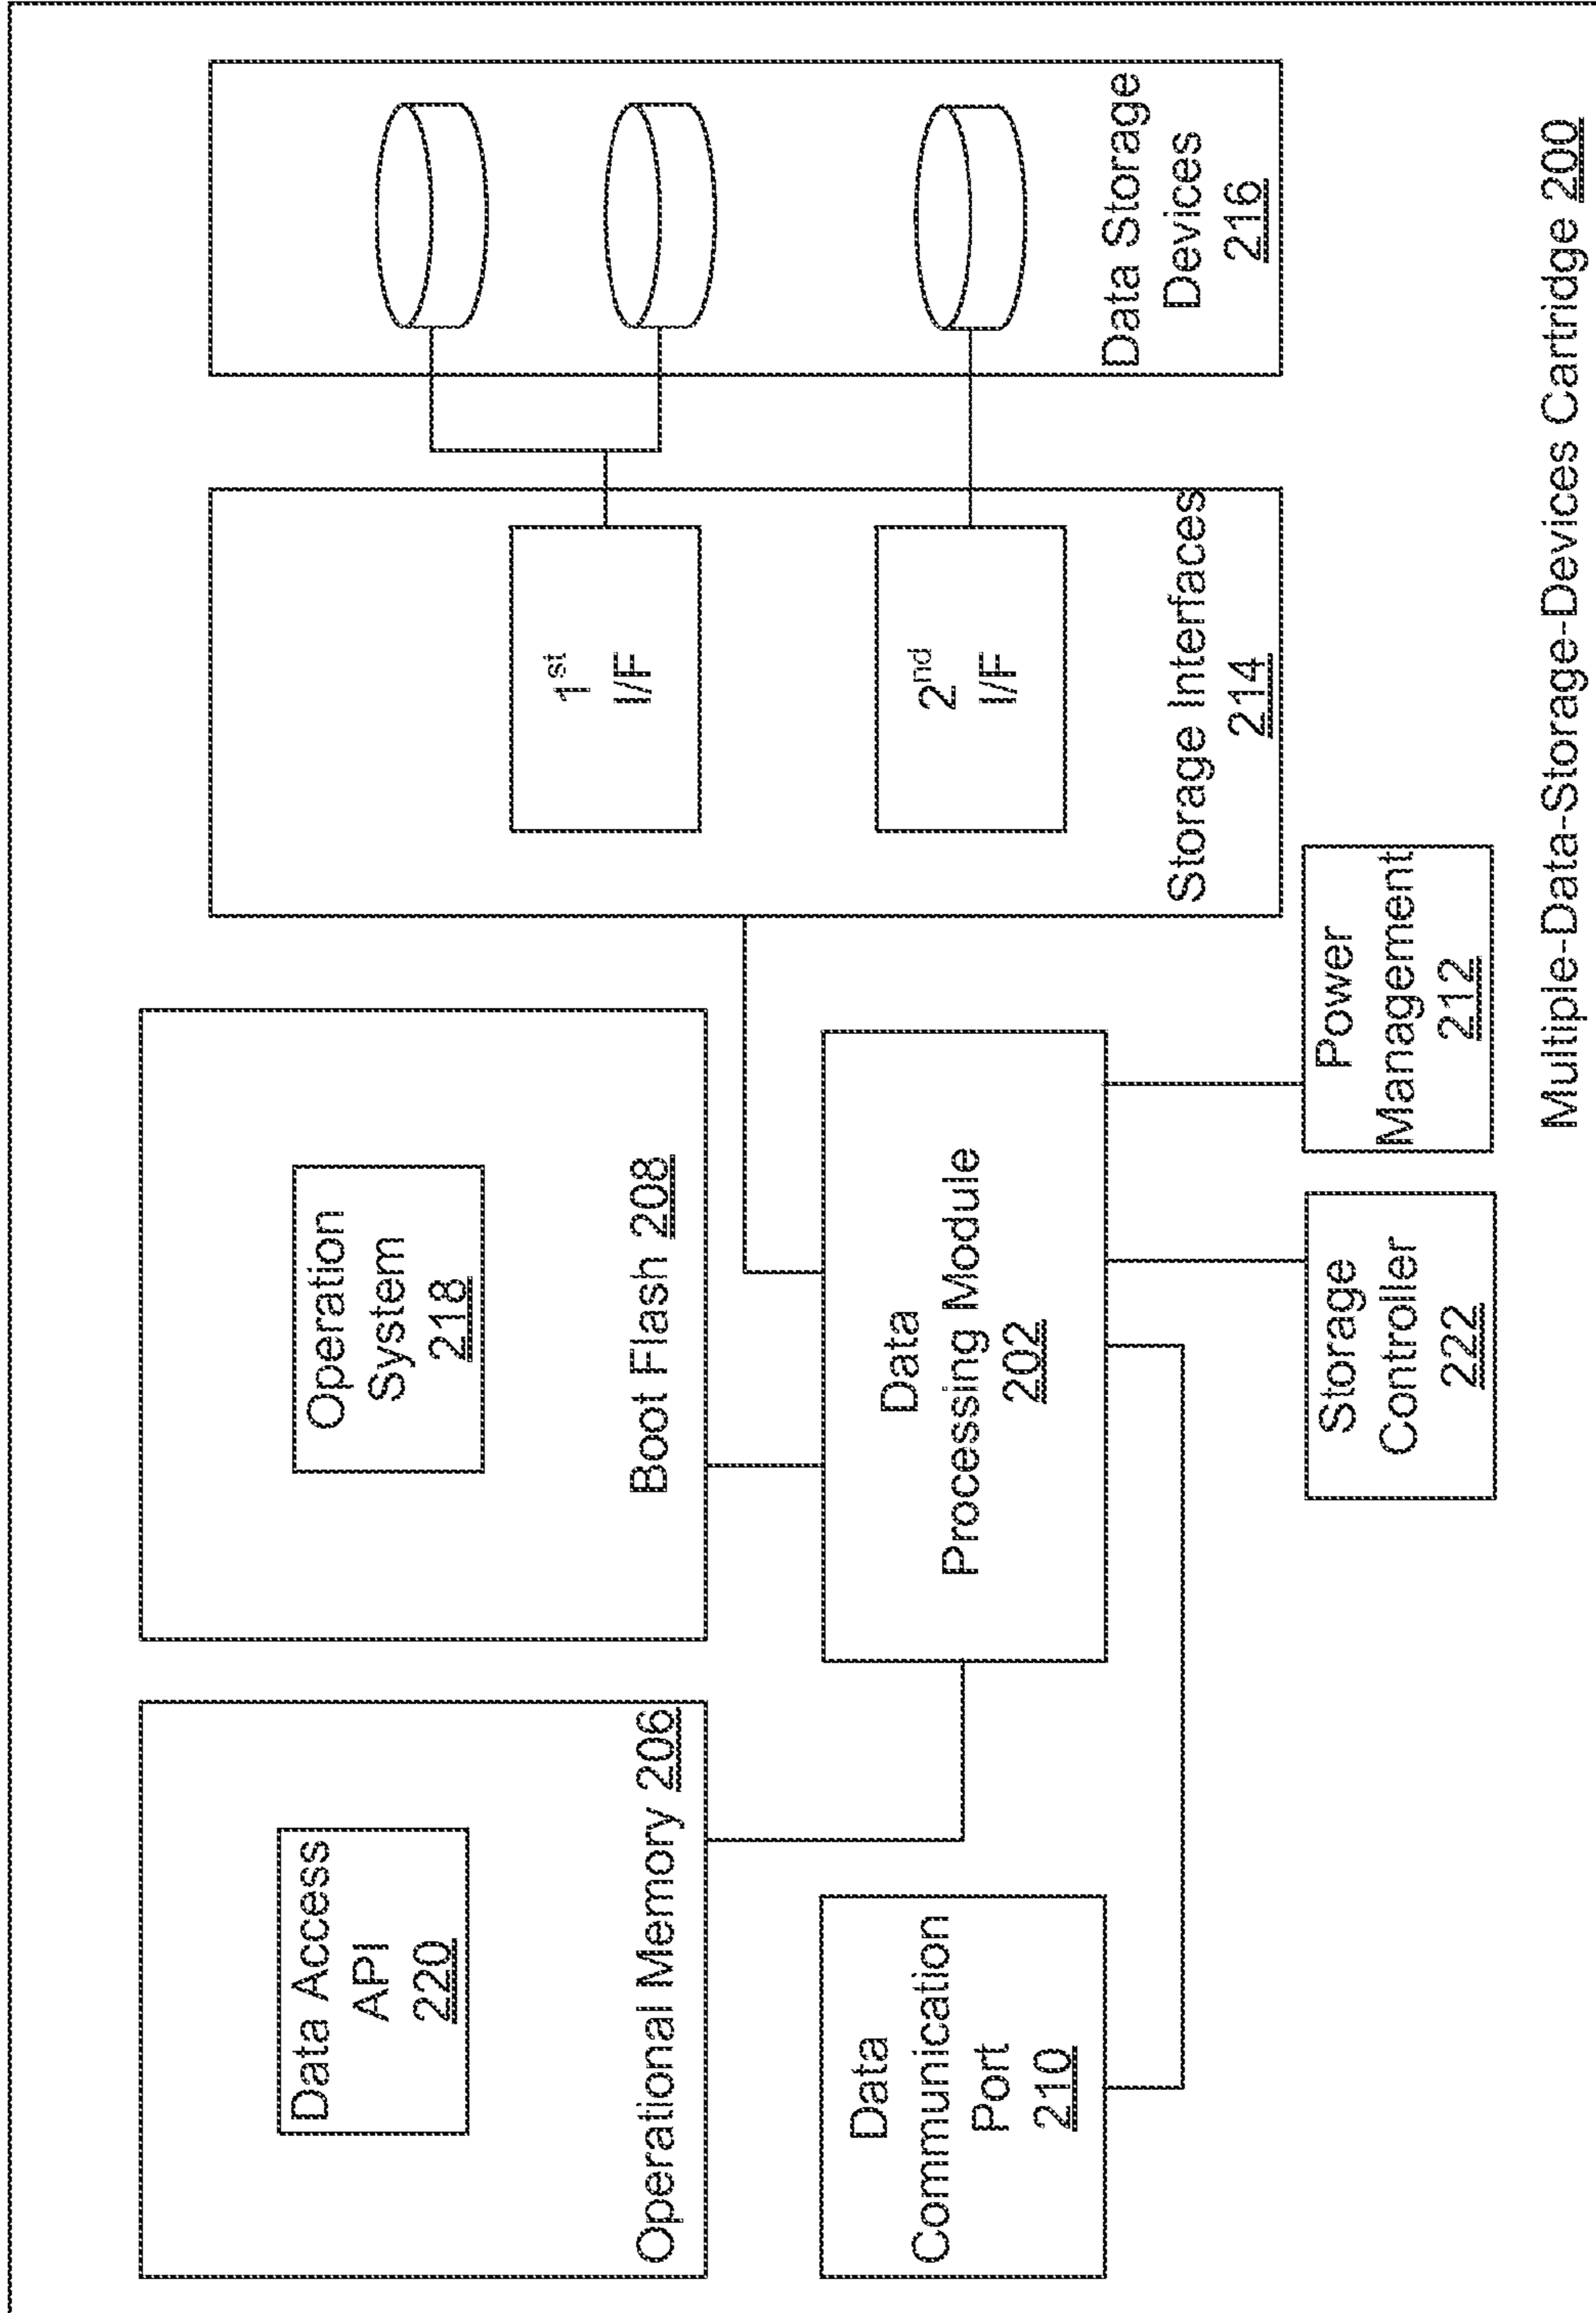 Data Access
API
220
Operational Memory 206
Operation
System
218
Boot Flash 208
Data
Communication
Port
210
Data
Processing Module
202
1st
I/F
2nd
I/F
Storage Interfaces
214
Data Storage
Devices
216
Storage
Controller
222
Power
Management
212
Multiple-Data-Storage-Devices Cartridge 200